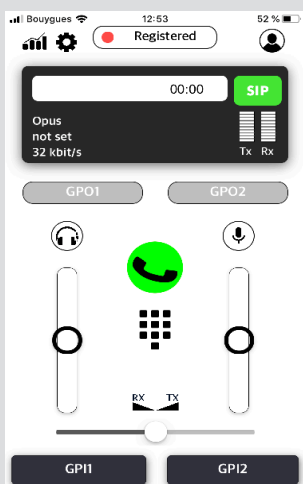 Bouygues 12:53 52 %
Registered
00:00 SIP
Opus
not set
32 kbit/s Tx Rx
GPO1 GPO2
RX TX
GPI1 GPI2